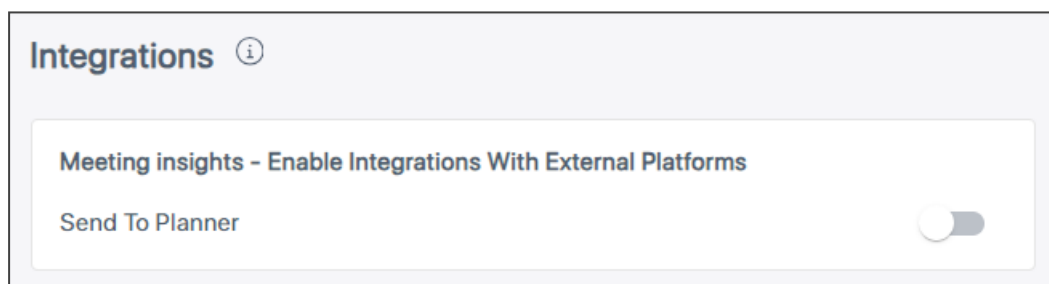 Integrations
Meeting insights - Enable Integrations With External Platforms
Send To Planner